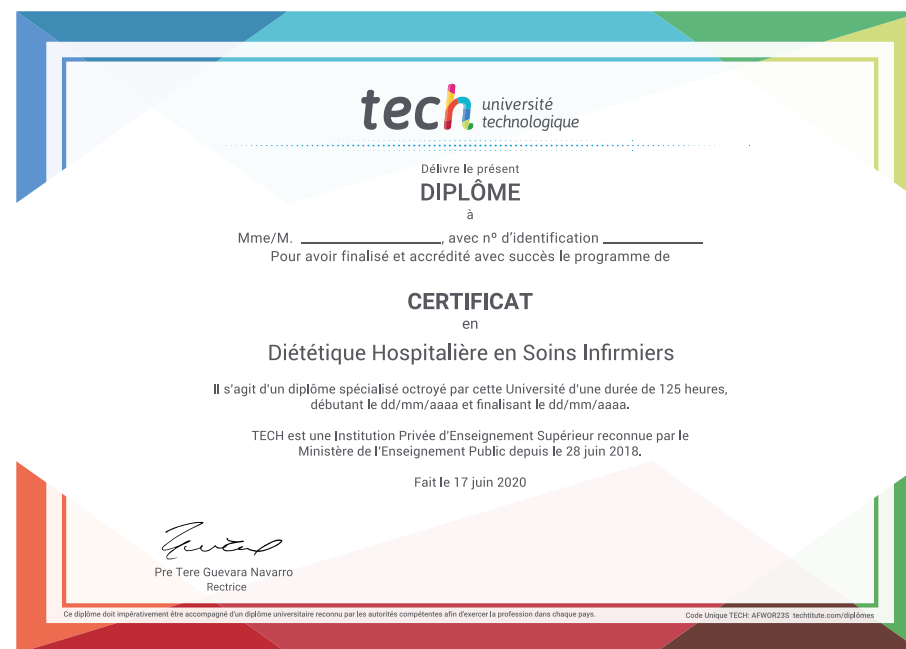 tech université
technologique
Délivre le présent
DIPLÔME
à
Mme/M. ____________________, avec nº d'identification ______________
Pour avoir finalisé et accrédité avec succès le programme de
CERTIFICAT
en
Diététique Hospitalière en Soins Infirmiers
Il s'agit d'un diplôme spécialisé octroyé par cette Université d'une durée de 125 heures,
débutant le dd/mm/aaaa et finalisant le dd/mm/aaaa.
TECH est une Institution Privée d'Enseignement Supérieur reconnue par le
Ministère de l'Enseignement Public depuis le 28 juin 2018.
Fait le 17 juin 2020
Pre Tere Guevara Navarro
Rectrice
Ce diplôme doit impérativement être accompagné d'un diplôme universitaire reconnu par les autorités compétentes afin d'exercer la profession dans chaque pays.
Code Unique TECH: AFWOR23S techtitute.com/diplômes